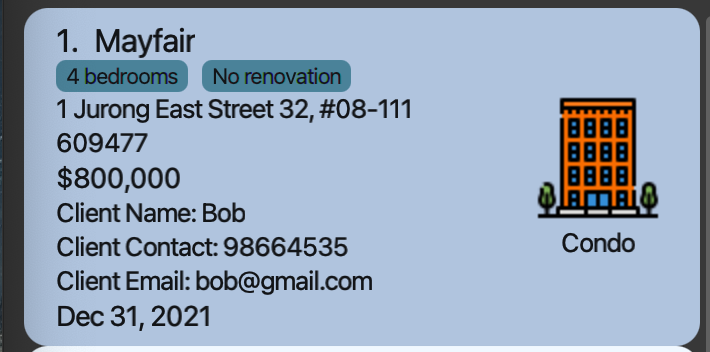 1. Mayfair
4 bedrooms No renovation
1 Jurong East Street 32, #08-111
609477
$800,000
Client Name: Bob
Client Contact: 98664535
Client Email: bob@gmail.com
Dec 31, 2021
Condo